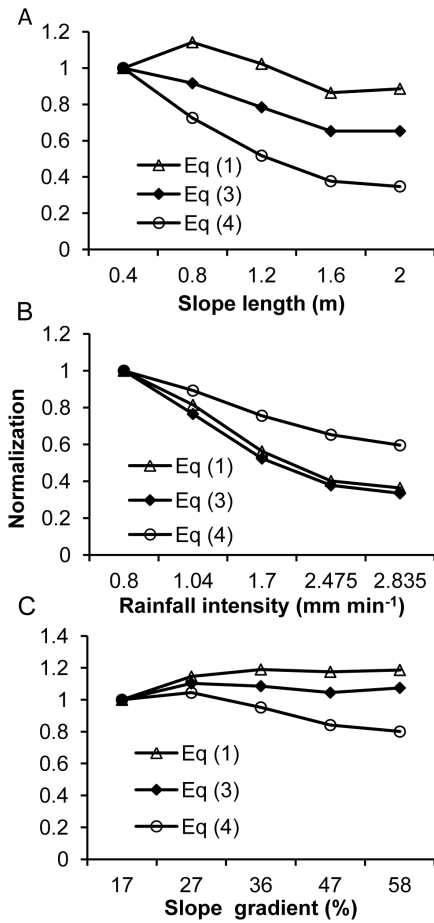 A
1.2
1
0.8
0.6
0.4
0.2
0
Eq (1)
Eq (3)
Eq (4)
0.4 0.8 1.2 1.6 2
Slope length (m)
B
Normalization
1.2
1
0.8
0.6
0.4
0.2
0
Eq (1)
Eq (3)
Eq (4)
0.8 1.04 1.7 2.475 2.835
Rainfall intensity (mm min⁻¹)
C
1.4
1.2
1
0.8
0.6
0.4
0.2
0
Eq (1)
Eq (3)
Eq (4)
17 27 36 47 58
Slope gradient (%)